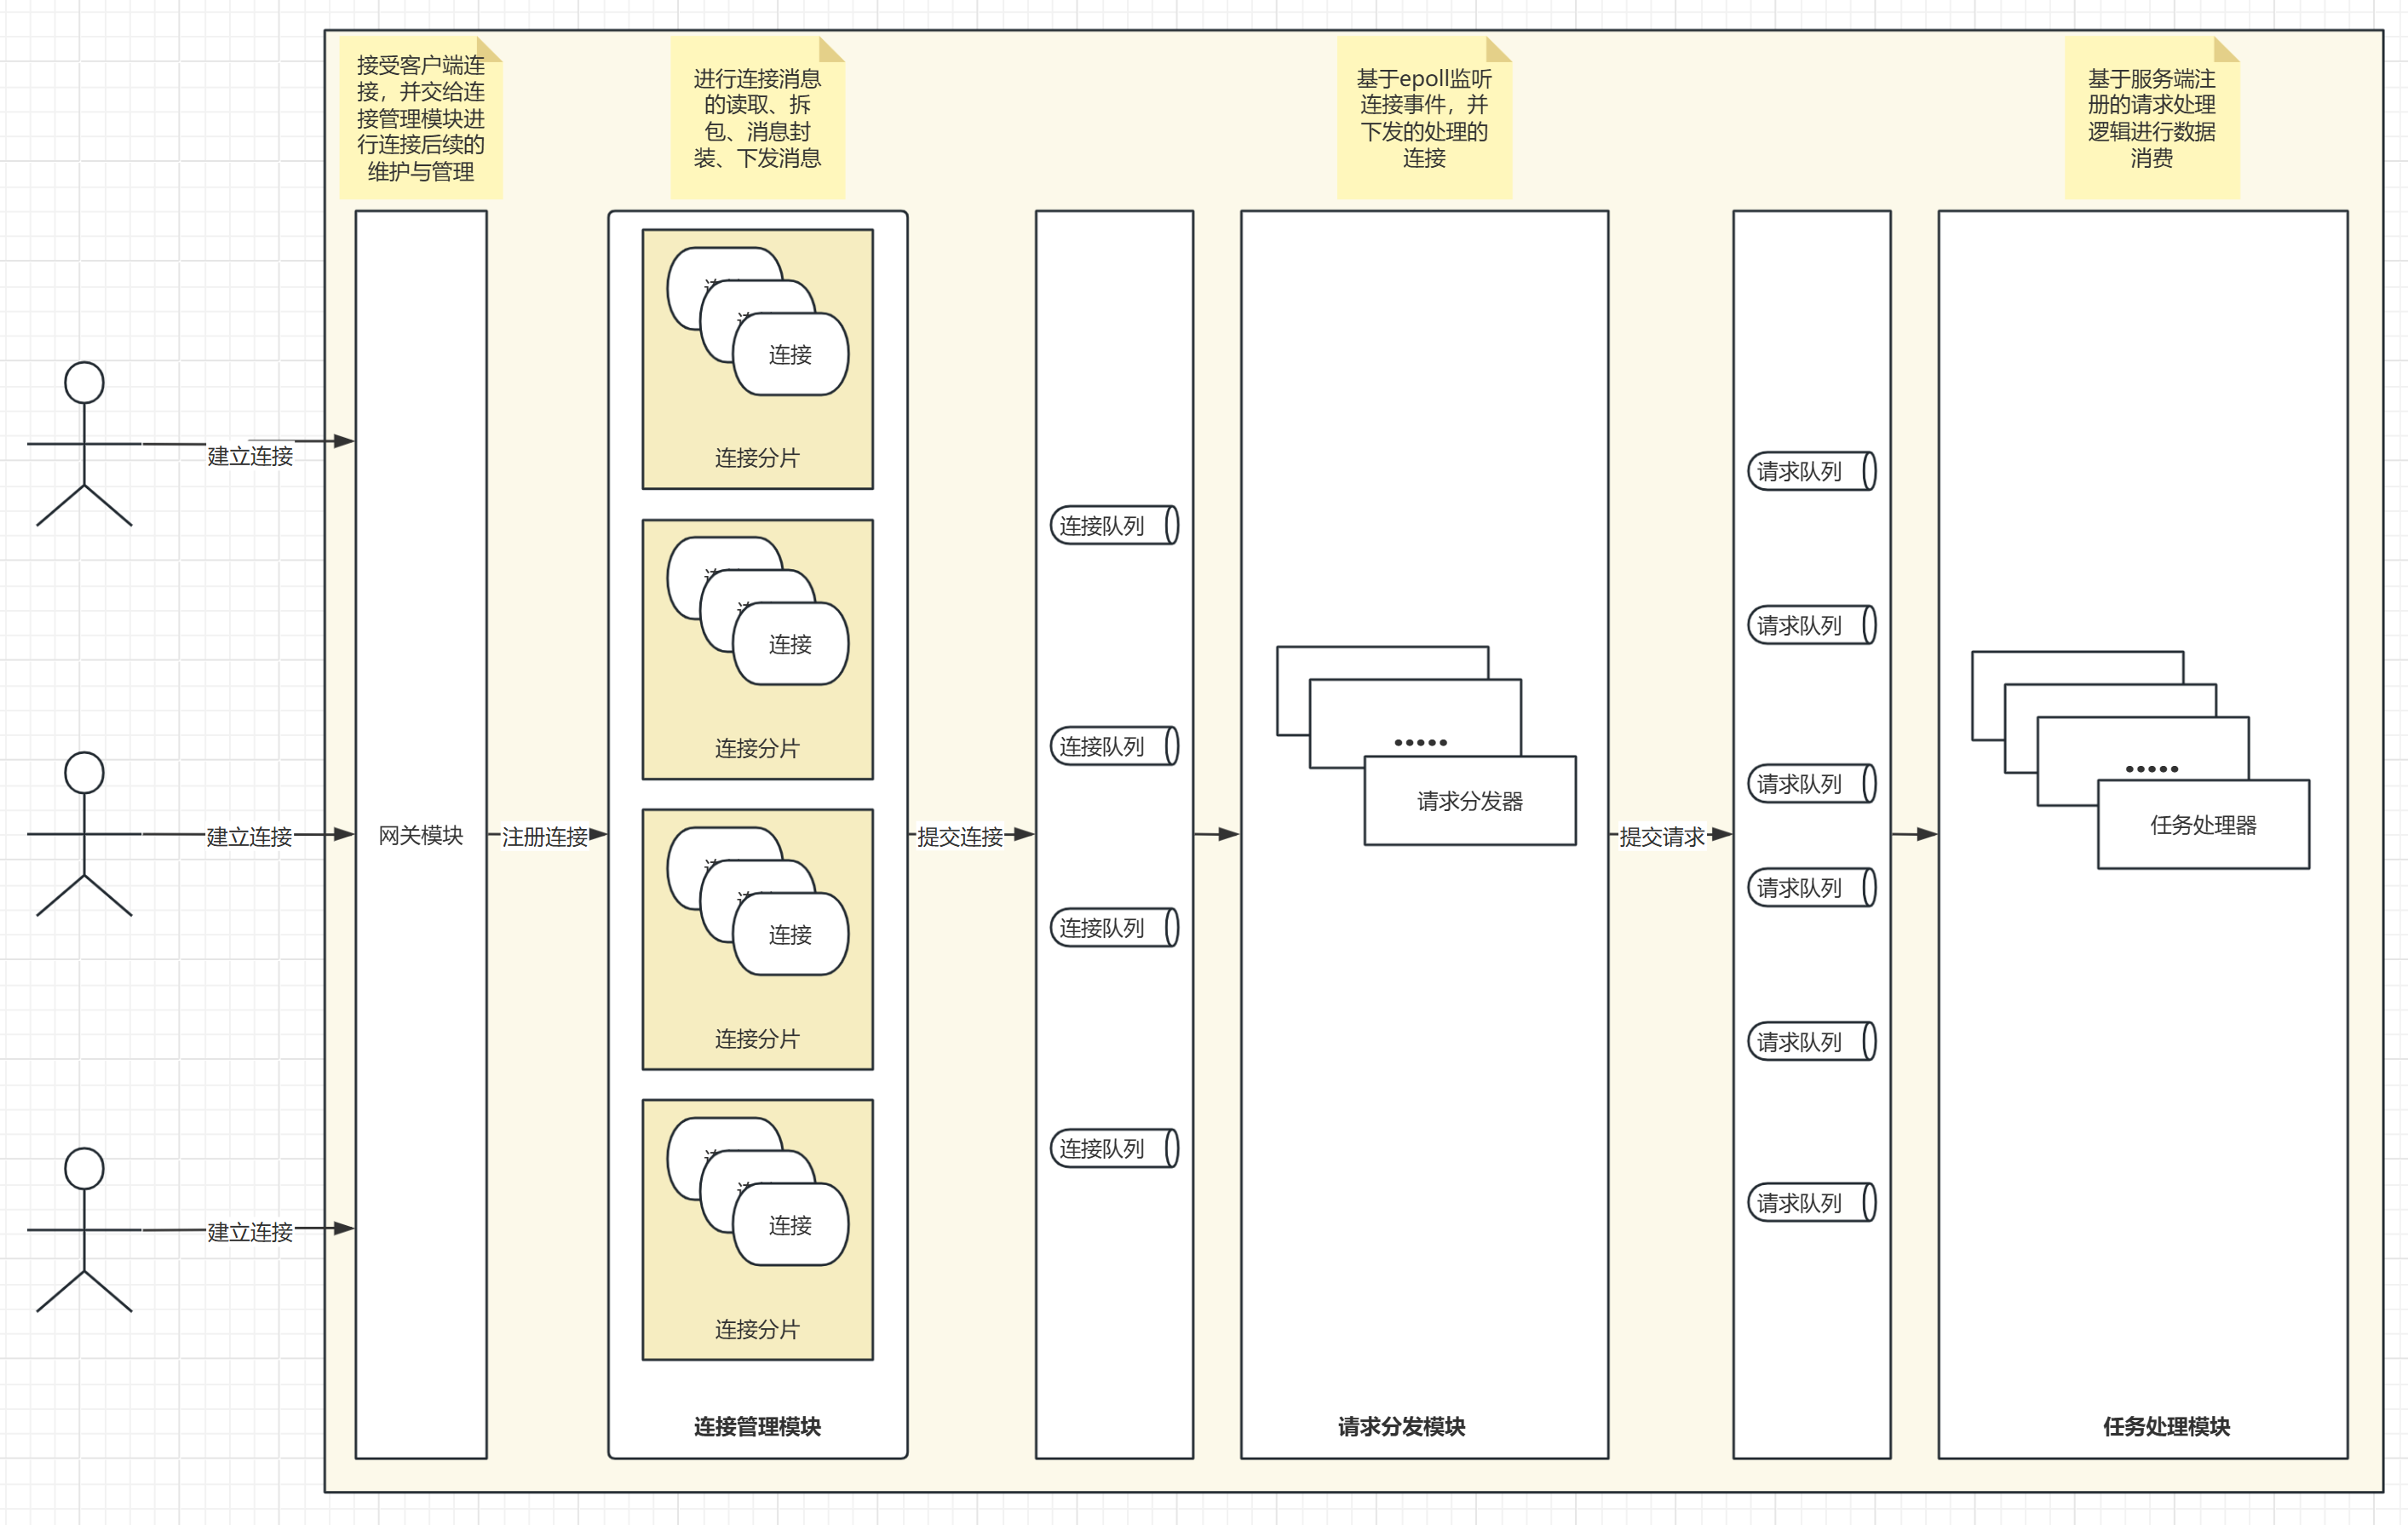 接受客户端连
接，并交给连
接管理模块进
行连接后续的
维护与管理
进行连接消息
的读取、拆
包、消息封
装、下发消息
基于epoll监听
连接事件，并
下发的处理的
连接
基于服务端注
册的请求处理
逻辑进行数据
消费
建立连接
建立连接
建立连接
网关模块
注册连接
连接
连接分片
连接
连接分片
连接
连接分片
连接
连接分片
连接管理模块
提交连接
连接队列
连接队列
连接队列
连接队列
•••••
请求分发器
请求分发模块
提交请求
请求队列
请求队列
请求队列
请求队列
请求队列
请求队列
•••••
任务处理器
任务处理模块